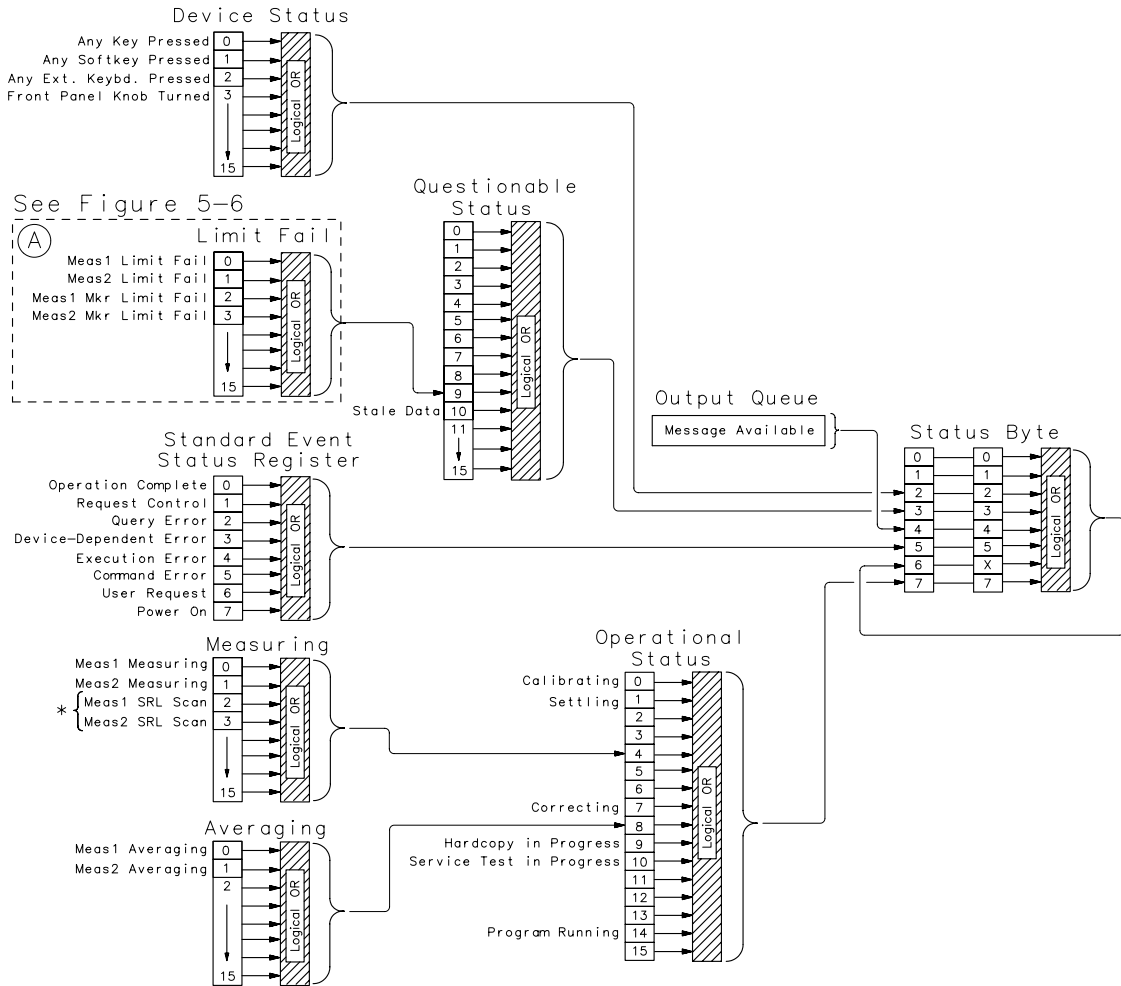 Device Status
Any Key Pressed 0
Any Softkey Pressed 1
Any Ext. Keybd. Pressed 2
Front Panel Knob Turned 3
15
Logical OR
See Figure 5-6
A
Limit Fail
Meas1 Limit Fail 0
Meas2 Limit Fail 1
Meas1 Mkr Limit Fail 2
Meas2 Mkr Limit Fail 3
15
Logical OR
Questionable
Status
0
1
2
3
4
5
6
7
8
9
Stale Data 10
11
15
Logical OR
Standard Event
Status Register
Operation Complete 0
Request Control 1
Query Error 2
Device-Dependent Error 3
Execution Error 4
Command Error 5
User Request 6
Power On 7
Logical OR
Output Queue
Message Available
Status Byte
0 0
1 1
2 2
3 3
4 4
5 5
6 X
7 7
Logical OR
Measuring
Meas1 Measuring 0
Meas2 Measuring 1
* Meas1 SRL Scan 2
Meas2 SRL Scan 3
15
Logical OR
Averaging
Meas1 Averaging 0
Meas2 Averaging 1
2
15
Logical OR
Operational
Status
Calibrating 0
Settling 1
2
3
4
5
6
Correcting 7
8
Hardcopy in Progress 9
Service Test in Progress 10
11
12
13
Program Running 14
15
Logical OR